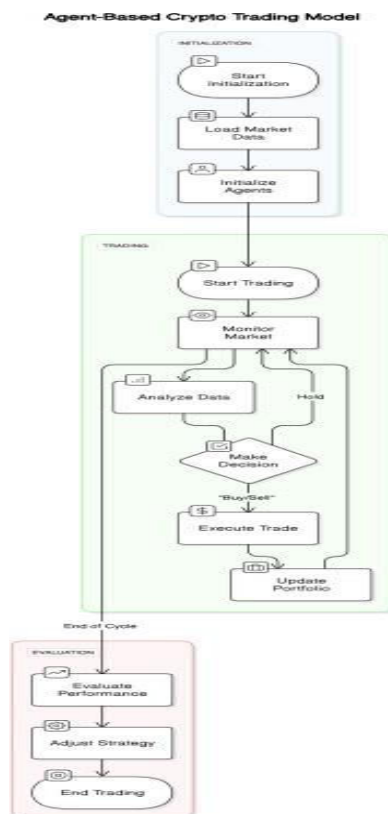 Agent-Based Crypto Trading Model
INITIALIZATION
Start
Initialization
Load Market
Data
Initialize
Agents
TRADING
Start Trading
Monitor
Market
Analyze Data
Hold
Make
Decision
"Buy/Sell"
Execute Trade
Update
Portfolio
End of Cycle
EVALUATION
Evaluate
Performance
Adjust Strategy
End Trading